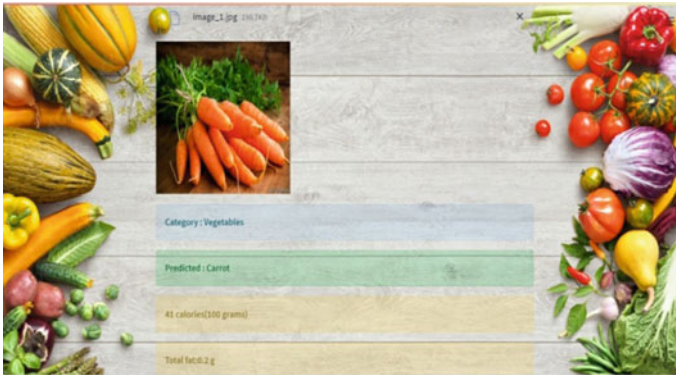 image_1.jpg
Category : Vegetables
Predicted : Carrot
41 calories(100 grams)
Total fat:0.2 g